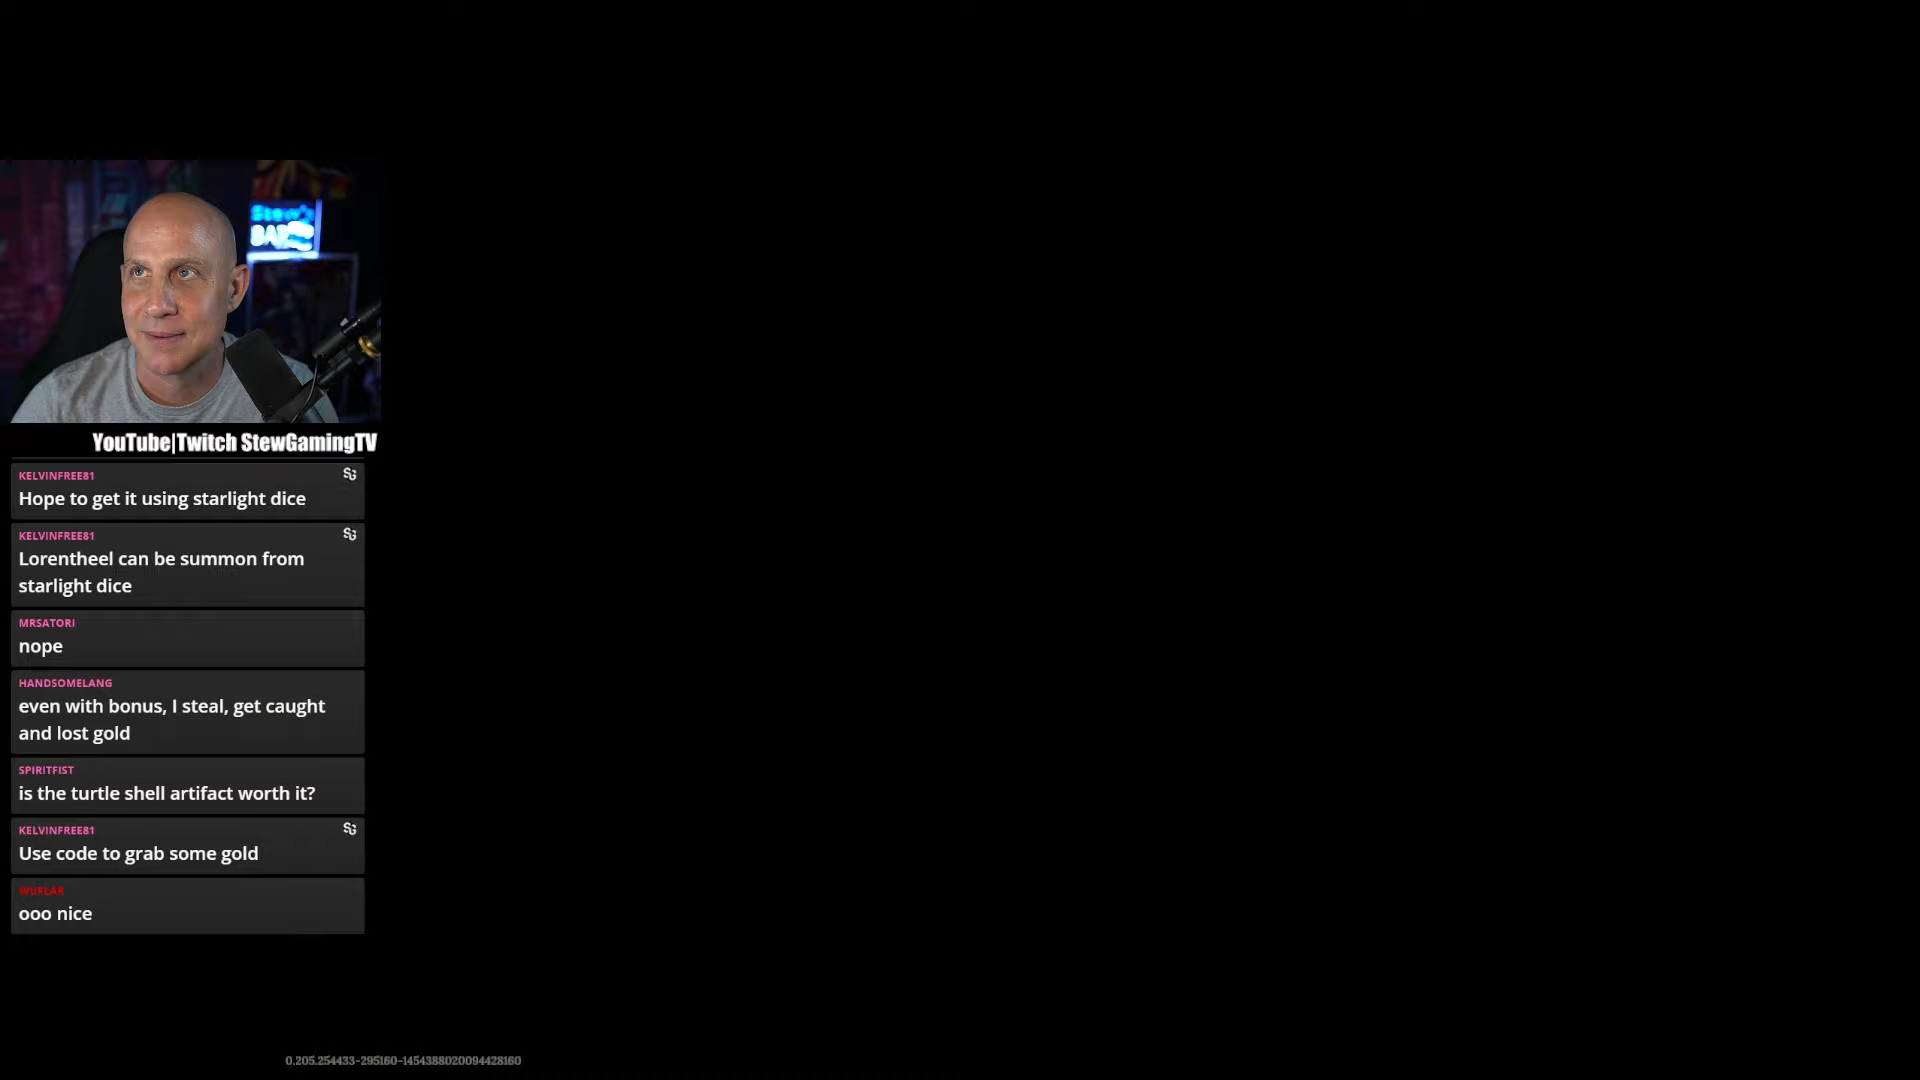 Stew's
YouTube|Twitch StewGamingTV
KELVINFREE81
Hope to get it using starlight dice
KELVINFREE81
Lorentheel can be summon from
starlight dice
MRSATORI
nope
HANDSOMELANG
even with bonus, I steal, get caught
and lost gold
SPIRITFIST
is the turtle shell artifact worth it?
KELVINFREE81
Use code to grab some gold
WUFLAR
ooo nice
0.205.254433-295160-1454388020094428160